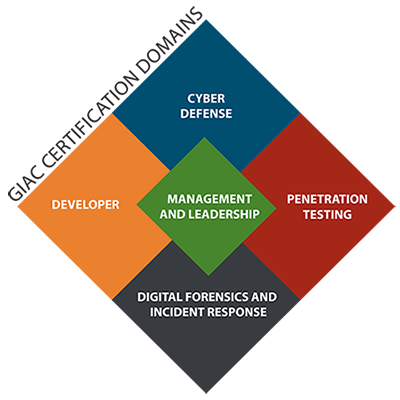 GIAC CERTIFICATION DOMAINS
CYBER
DEFENSE
DEVELOPER
MANAGEMENT
AND LEADERSHIP
PENETRATION
TESTING
DIGITAL FORENSICS AND
INCIDENT RESPONSE